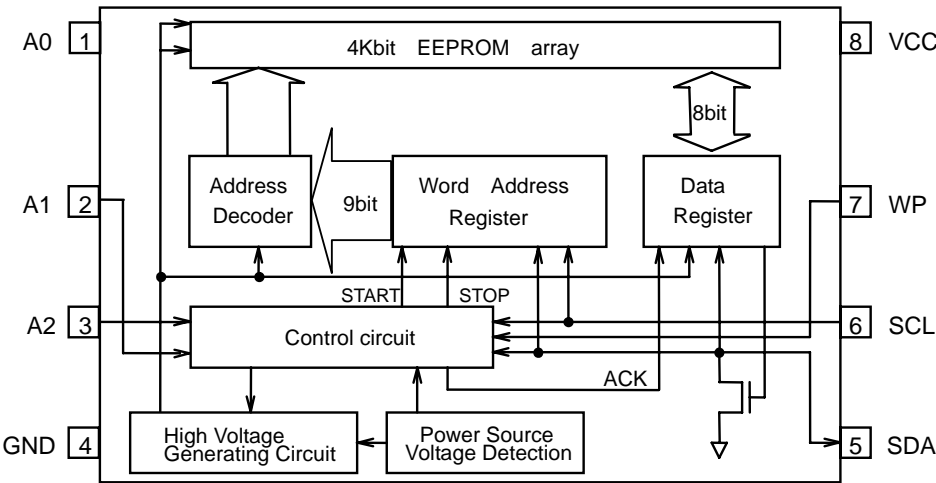 A0 1
4Kbit EEPROM array
8 VCC
8bit
A1 2
Address
Decoder
9bit
Word Address
Register
Data
Register
7 WP
START STOP
A2 3
Control circuit
6 SCL
ACK
GND 4
High Voltage
Generating Circuit
Power Source
Voltage Detection
5 SDA